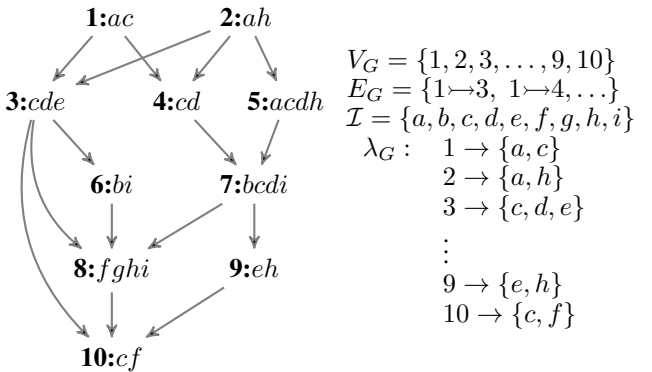 1:ac 2:ah
3:cde 4:cd 5:acdh
6:bi 7:bcdi
8:fghi 9:eh
10:cf
V_G = {1, 2, 3, . . . , 9, 10}
E_G = {1↣3, 1↣4, . . .}
ℐ = {a, b, c, d, e, f, g, h, i}
λ_G : 1 → {a, c}
2 → {a, h}
3 → {c, d, e}
⋮
9 → {e, h}
10 → {c, f}